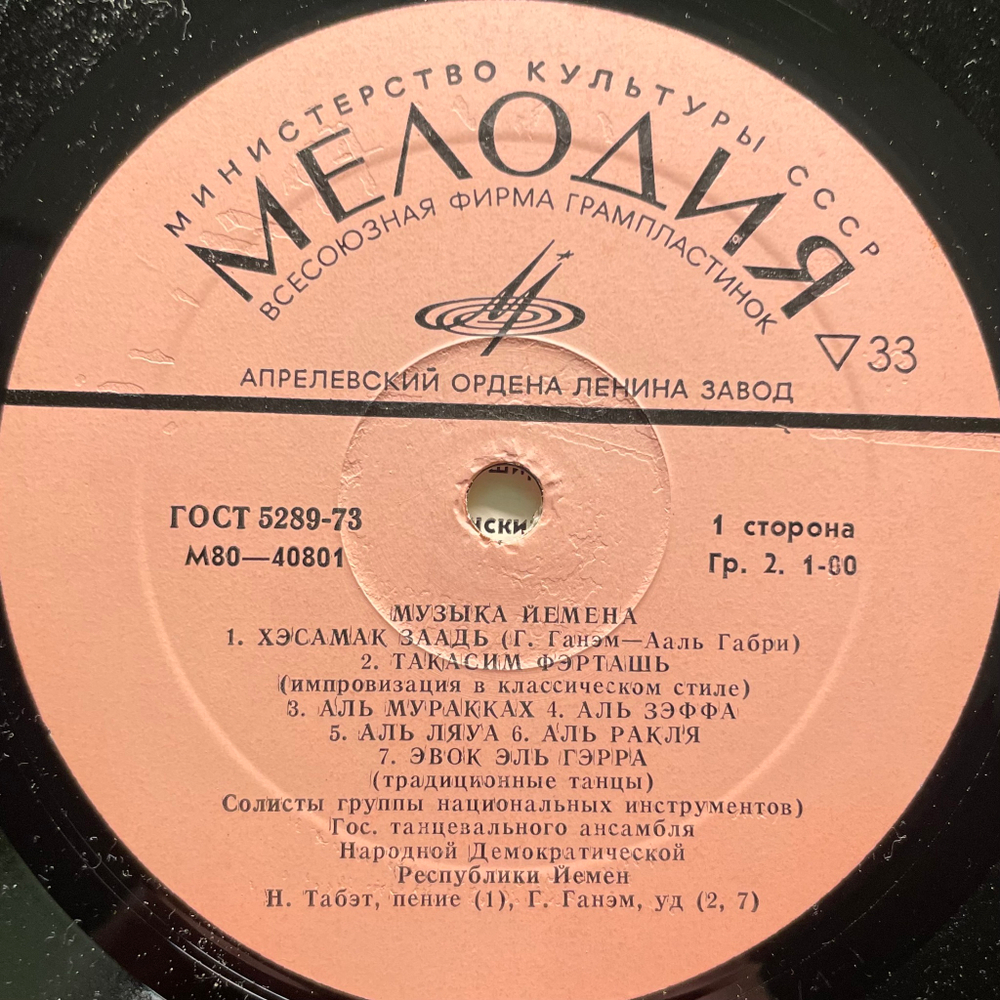 МИНИСТЕРСТВО КУЛЬТУРЫ СССР
МЕЛОДИЯ
ВСЕСОЮЗНАЯ ФИРМА ГРАМПЛАСТИНОК
▽33
АПРЕЛЕВСКИЙ ОРДЕНА ЛЕНИНА ЗАВОД
ГОСТ 5289-73
М80—40801
1 сторона
Гр. 2. 1-00
МУЗЫКА ЙЕМЕНА
1. ХЭСАМАК ЗААДЬ (Г. Ганэм—Ааль Габри)
2. ТАКАСИМ ФЭРТАШЬ
(импровизация в классическом стиле)
3. АЛЬ МУРАККАХ 4. АЛЬ ЗЭФФА
5. АЛЬ ЛЯУА 6. АЛЬ РАКЛЯ
7. ЭВОК ЭЛЬ ГЭРРА
(традиционные танцы)
Солисты группы национальных инструментов)
Гос. танцевального ансамбля
Народной Демократической
Республики Йемен
Н. Табэт, пение (1), Г. Ганэм, уд (2, 7)